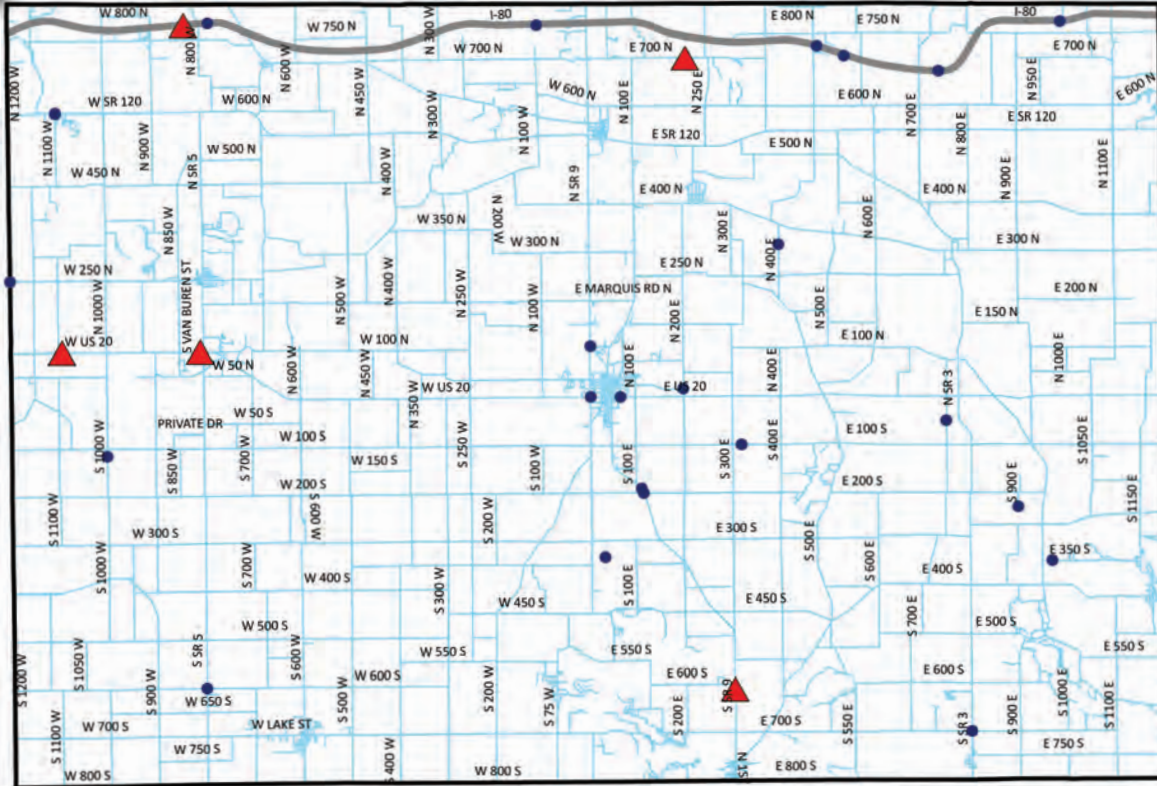 W 800 N
I-80
E 800 N
E 750 N
I-80
W 750 N
N 300 W
W 700 N
E 700 N
E 700 N
N 800 W
N 600 W
N 1200 W
N 450 W
W 600 N
N 100 E
N 250 E
N 950 E
E 600 N
W SR 120
W 600 N
N 300 W
E 600 N
N 700 E
E SR 120
N 1100 W
N 900 W
N SR 5
W 500 N
N 100 W
E SR 120
E 500 N
N 800 E
N 1100 E
W 450 N
N 400 W
N SR 9
E 400 N
E 400 N
N 900 E
N 850 W
W 350 N
N 200 W
W 300 N
N 300 E
N 400 E
N 600 E
E 300 N
W 250 N
N 400 W
E 250 N
N 1000 W
S VAN BUREN ST
N 500 W
N 250 W
N 100 W
E MARQUIS RD N
N 200 E
N 500 E
E 200 N
E 150 N
W US 20
W 50 N
N 600 W
W 100 N
N 450 W
N 100 E
N 400 E
E 100 N
N 1000 E
W US 20
N 350 W
E US 20
N SR 3
W 50 S
PRIVATE DR
W 100 S
S 250 W
E 100 S
S 1050 E
S 1000 W
S 850 W
S 700 W
W 150 S
W 200 S
S 100 W
S 100 E
S 300 E
S 400 E
E 200 S
S 900 E
S 1150 E
S 1100 W
W 300 S
S 600 W
S 200 W
E 300 S
S 500 E
E 350 S
S 1000 W
S 700 W
W 400 S
S 300 W
S 100 E
S 600 E
E 400 S
W 450 S
E 450 S
S 700 E
W 500 S
E 500 S
S 1200 W
S 1050 W
S SR 5
S 600 W
W 550 S
E 550 S
E 550 S
S 900 W
W 600 S
E 600 S
E 600 S
W 650 S
S 500 W
S 200 W
S 75 W
S 200 E
S SR 9
S 1000 E
S 1100 E
W 700 S
W LAKE ST
E 700 S
S 550 E
S SR 3
S 900 E
S 1100 W
W 750 S
E 750 S
W 800 S
S 400 W
W 800 S
E 800 S